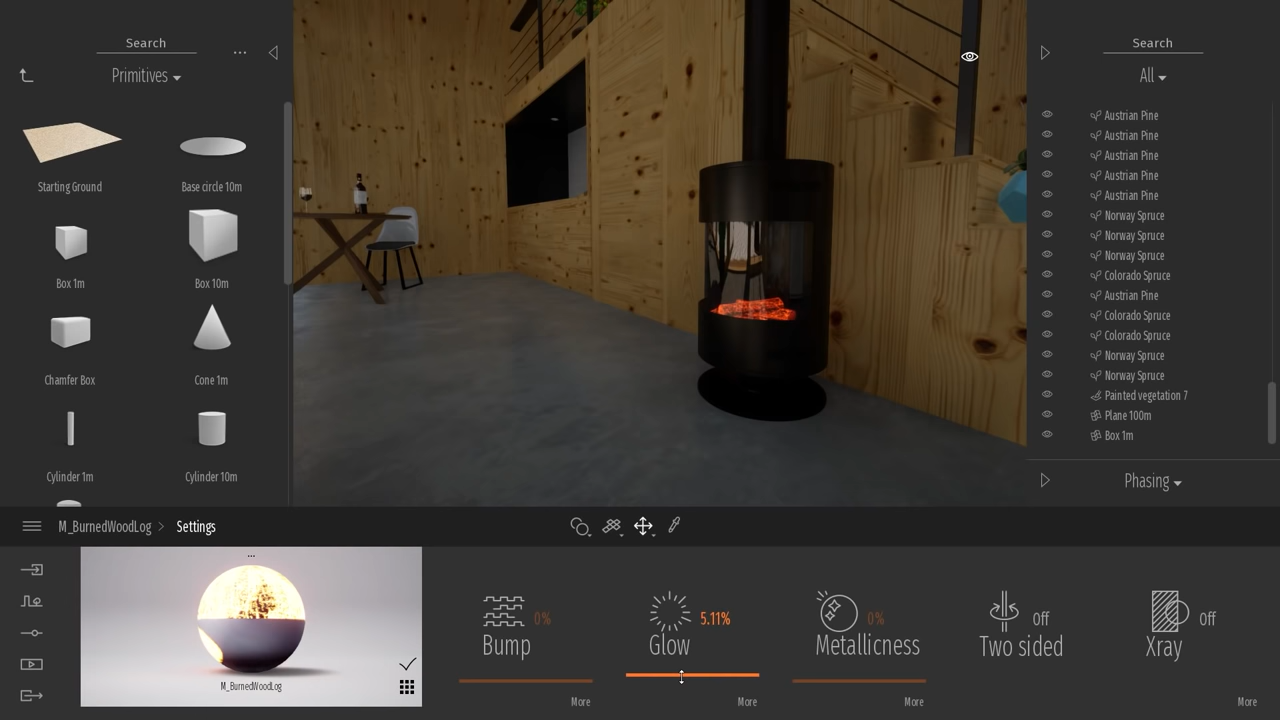 Search
...
Primitives
Starting Ground
Base circle 10m
Box 1m
Box 10m
Chamfer Box
Cone 1m
Cylinder 1m
Cylinder 10m
Search
All
Austrian Pine
Austrian Pine
Austrian Pine
Austrian Pine
Austrian Pine
Norway Spruce
Norway Spruce
Norway Spruce
Colorado Spruce
Austrian Pine
Colorado Spruce
Colorado Spruce
Norway Spruce
Norway Spruce
Painted vegetation 7
Plane 100m
Box 1m
Phasing
M_BurnedWoodLog > Settings
...
M_BurnedWoodLog
0%
Bump
More
5.11%
Glow
More
0%
Metallicness
More
Off
Two sided
Off
Xray
More